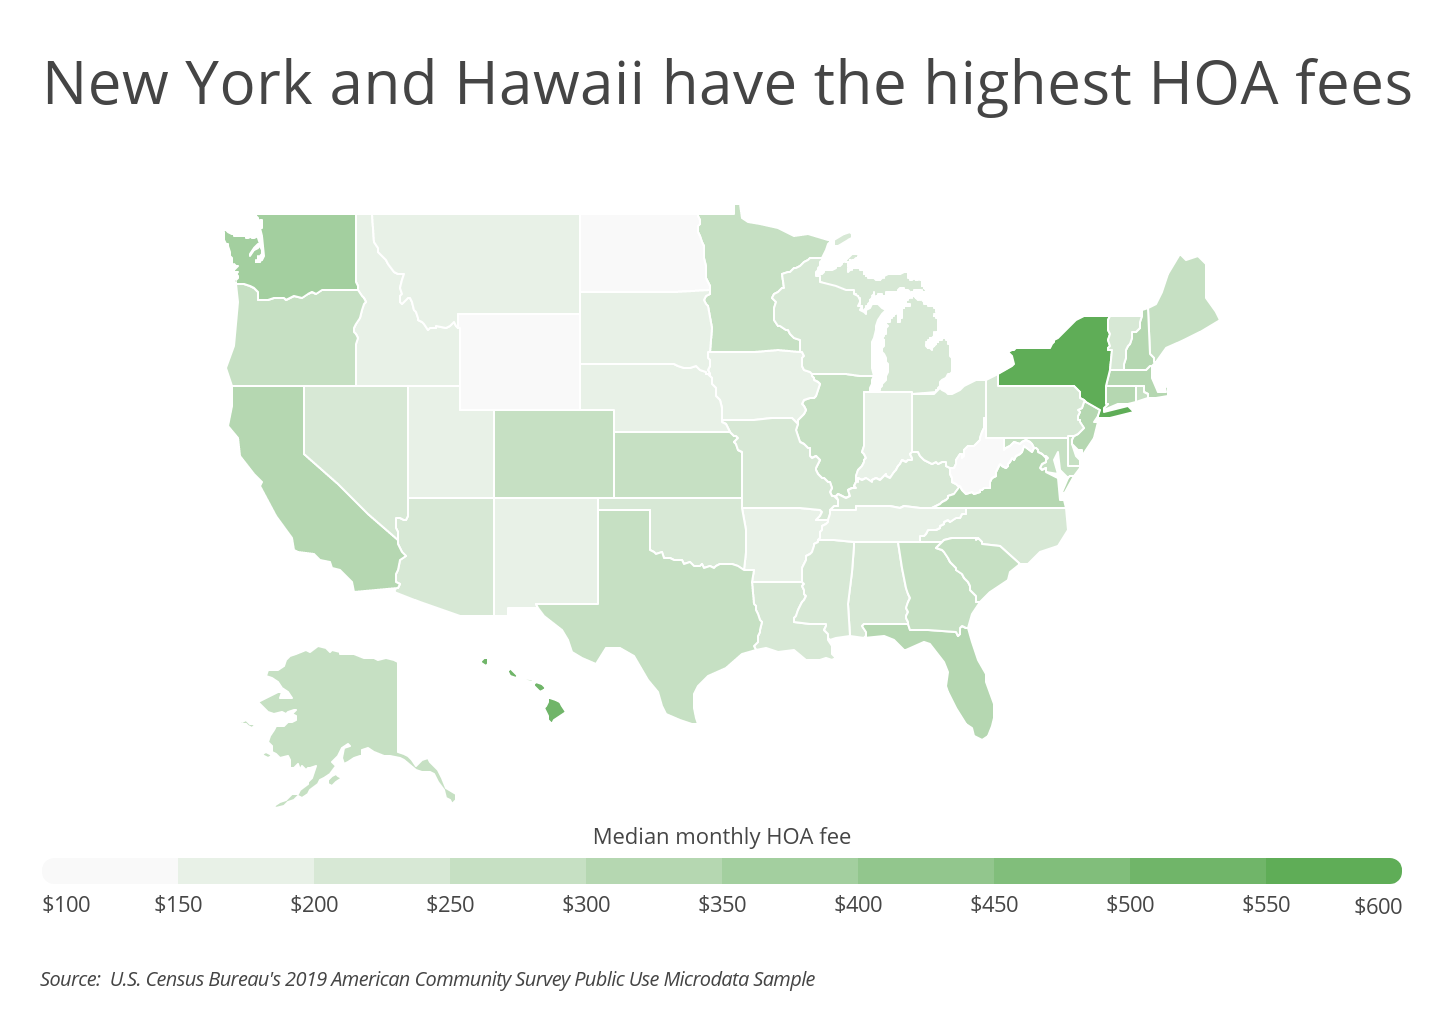 New York and Hawaii have the highest HOA fees
Median monthly HOA fee
$100 $150 $200 $250 $300 $350 $400 $450 $500 $550 $600
Source: U.S. Census Bureau's 2019 American Community Survey Public Use Microdata Sample